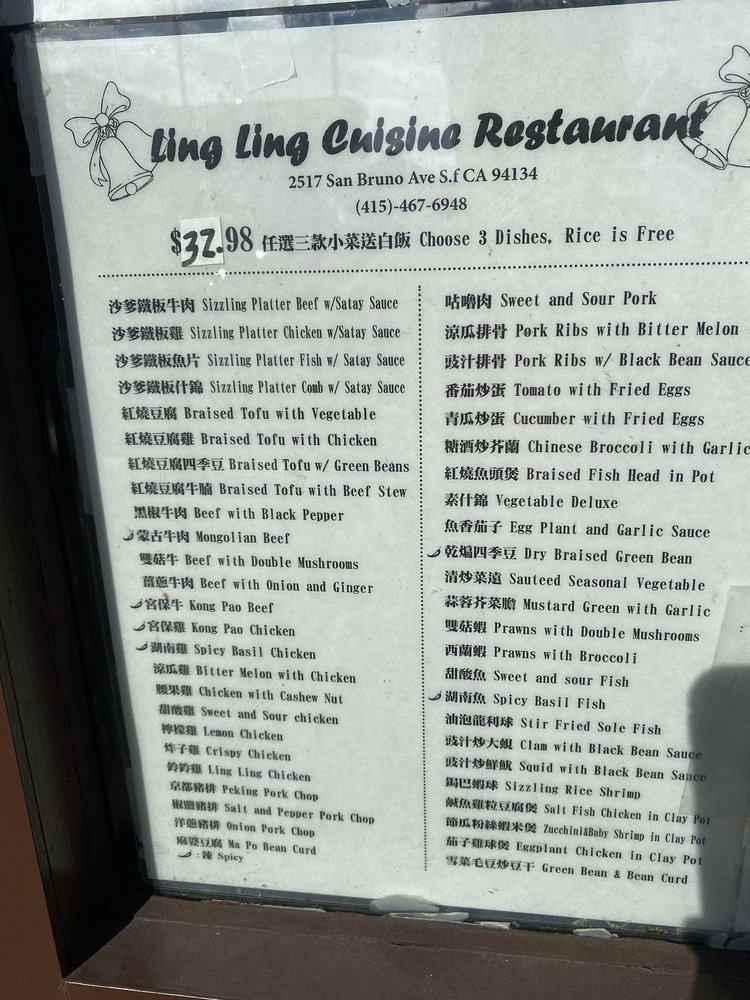 Ling Ling Cuisine Restaurant
2517 San Bruno Ave S.f CA 94134
(415)-467-6948
$32.98 任選三款小菜送白飯 Choose 3 Dishes, Rice is Free
沙爹鐵板牛肉 Sizzling Platter Beef w/Satay Sauce
沙爹鐵板雞 Sizzling Platter Chicken w/Satay Sauce
沙爹鐵板魚片 Sizzling Platter Fish w/ Satay Sauce
沙爹鐵板什錦 Sizzling Platter Comb w/ Satay Sauce
紅燒豆腐 Braised Tofu with Vegetable
紅燒豆腐雞 Braised Tofu with Chicken
紅燒豆腐四季豆 Braised Tofu w/ Green Beans
紅燒豆腐牛腩 Braised Tofu with Beef Stew
黑椒牛肉 Beef with Black Pepper
蒙古牛肉 Mongolian Beef
雙菇牛 Beef with Double Mushrooms
薑蔥牛肉 Beef with Onion and Ginger
宮保牛 Kong Pao Beef
宮保雞 Kong Pao Chicken
湖南雞 Spicy Basil Chicken
涼瓜雞 Bitter Melon with Chicken
腰果雞 Chicken with Cashew Nut
甜酸雞 Sweet and Sour chicken
檸檬雞 Lemon Chicken
炸子雞 Crispy Chicken
鈴鈴雞 Ling Ling Chicken
京都豬排 Peking Pork Chop
椒鹽豬排 Salt and Pepper Pork Chop
洋蔥豬排 Onion Pork Chop
麻婆豆腐 Ma Po Bean Curd
:辣 Spicy
咕嚕肉 Sweet and Sour Pork
涼瓜排骨 Pork Ribs with Bitter Melon
豉汁排骨 Pork Ribs w/ Black Bean Sauce
番茄炒蛋 Tomato with Fried Eggs
青瓜炒蛋 Cucumber with Fried Eggs
糖酒炒芥蘭 Chinese Broccoli with Garlic
紅燒魚頭煲 Braised Fish Head in Pot
素什錦 Vegetable Deluxe
魚香茄子 Egg Plant and Garlic Sauce
乾煸四季豆 Dry Braised Green Bean
清炒菜遠 Sauteed Seasonal Vegetable
蒜蓉芥菜膽 Mustard Green with Garlic
雙菇蝦 Prawns with Double Mushrooms
西蘭蝦 Prawns with Broccoli
甜酸魚 Sweet and sour Fish
湖南魚 Spicy Basil Fish
油泡龍利球 Stir Fried Sole Fish
豉汁炒大蜆 Clam with Black Bean Sauce
豉汁炒鮮魷 Squid with Black Bean Sauce
鍋巴蝦球 Sizzling Rice Shrimp
鹹魚雞粒豆腐煲 Salt Fish Chicken in Clay Pot
節瓜粉絲蝦米煲 Zucchini&Baby Shrimp in Clay Pot
茄子雞球煲 Eggplant Chicken in Clay Pot
雪菜毛豆炒豆干 Green Bean & Bean Curd